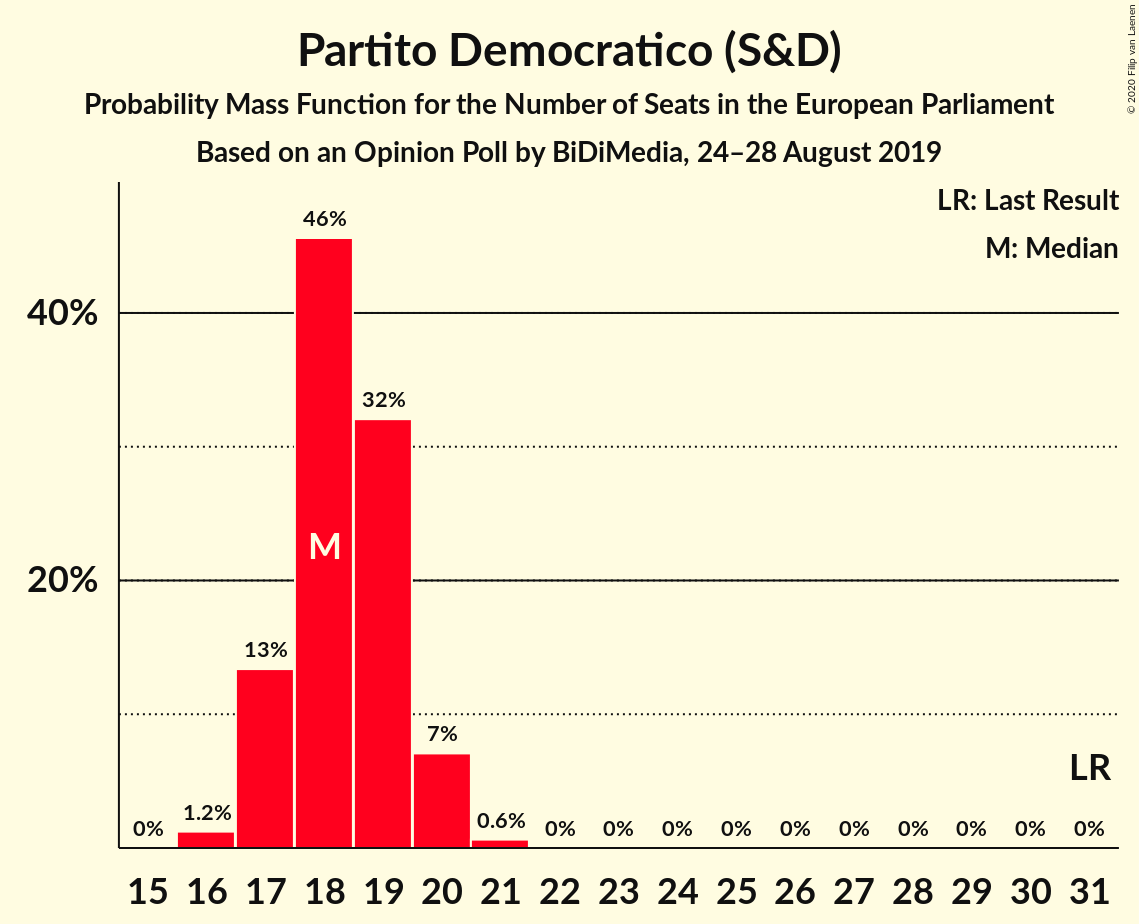 Partito Democratico (S&D)
Probability Mass Function for the Number of Seats in the European Parliament
Based on an Opinion Poll by BiDiMedia, 24–28 August 2019
© 2020 Filip van Laenen
LR: Last Result
M: Median
46%
40%
32%
M
20%
13%
7%
LR
0% 1.2% 0.6% 0% 0% 0% 0% 0% 0% 0% 0% 0% 0%
15 16 17 18 19 20 21 22 23 24 25 26 27 28 29 30 31